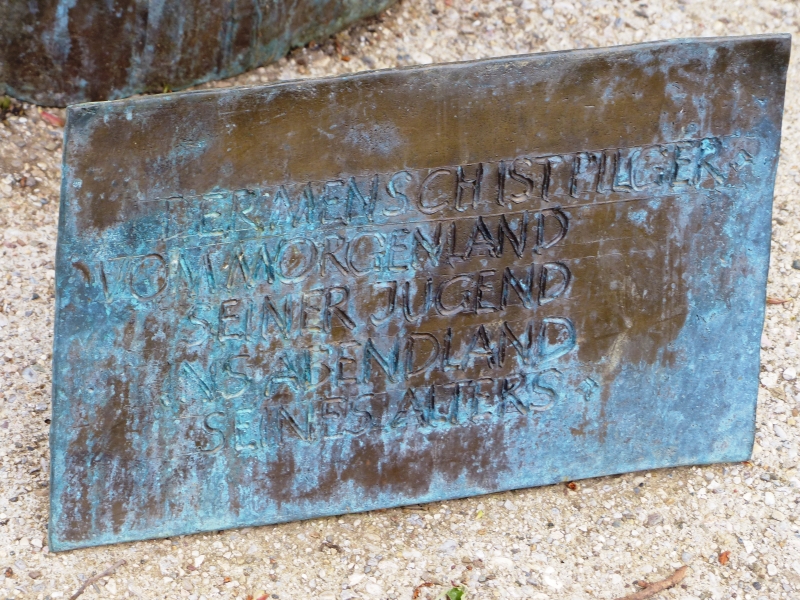 DER MENSCH IST PILGER
VOM MORGENLAND
SEINER JUGEND
INS ABENDLAND
SEINES ALTERS